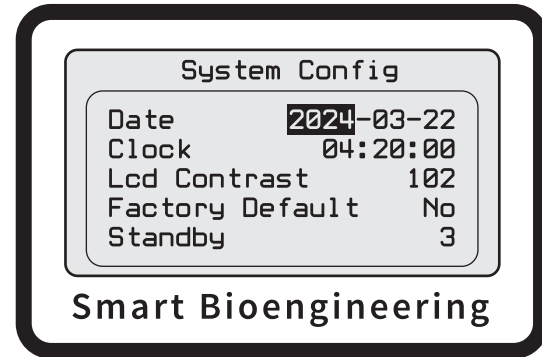 System Config
Date 2024-03-22
Clock 04:20:00
Lcd Contrast 102
Factory Default No
Standby 3
Smart Bioengineering